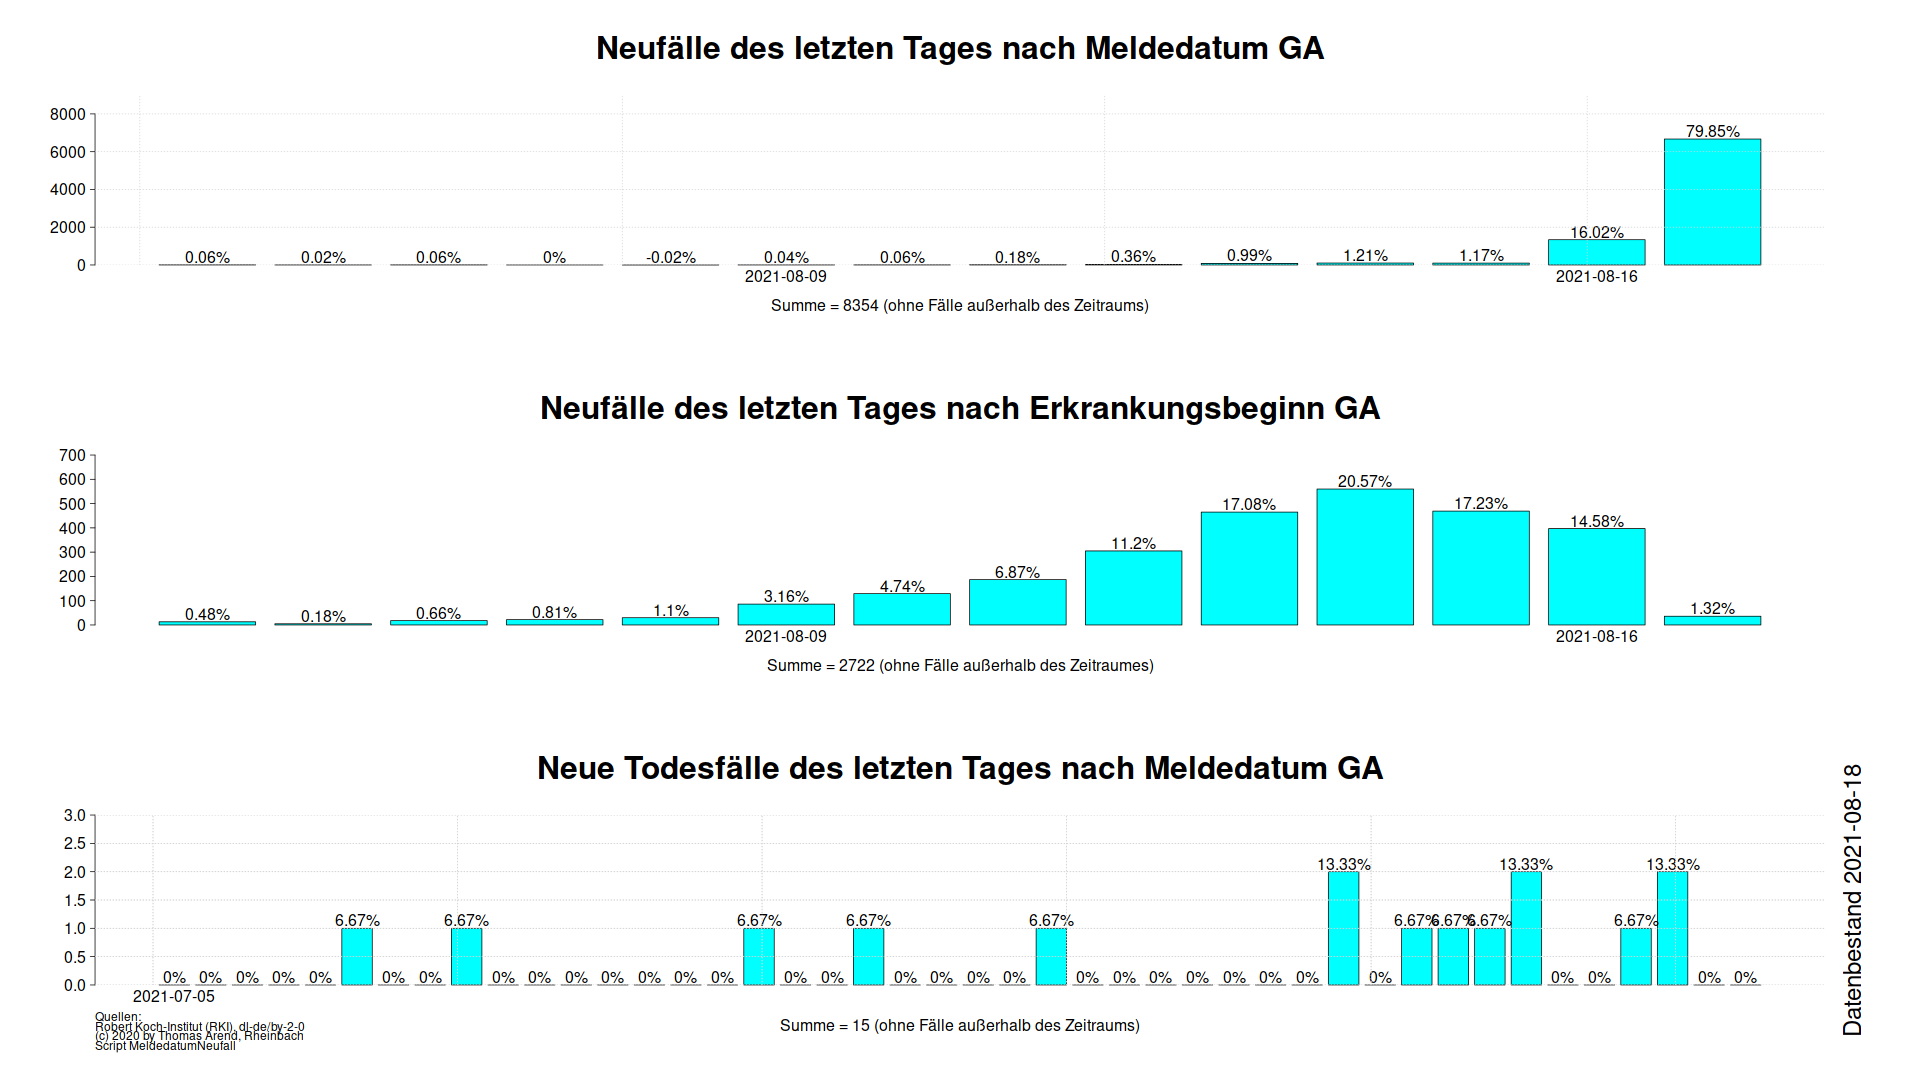 Neufälle des letzten Tages nach Meldedatum GA
8000
6000
4000
2000
0
0.06% 0.02% 0.06% 0% -0.02% 0.04% 0.06% 0.18% 0.36% 0.99% 1.21% 1.17% 16.02% 79.85%
2021-08-09 2021-08-16
Summe = 8354 (ohne Fälle außerhalb des Zeitraums)
Neufälle des letzten Tages nach Erkrankungsbeginn GA
700
600
500
400
300
200
100
0
0.48% 0.18% 0.66% 0.81% 1.1% 3.16% 4.74% 6.87% 11.2% 17.08% 20.57% 17.23% 14.58% 1.32%
2021-08-09 2021-08-16
Summe = 2722 (ohne Fälle außerhalb des Zeitraumes)
Neue Todesfälle des letzten Tages nach Meldedatum GA
3.0
2.5
2.0
1.5
1.0
0.5
0.0
0% 0% 0% 0% 0% 6.67% 0% 0% 6.67% 0% 0% 0% 0% 0% 0% 0% 6.67% 0% 0% 6.67% 0% 0% 0% 0% 6.67% 0% 0% 0% 0% 0% 0% 0% 13.33% 0% 6.67% 6.67% 6.67% 13.33% 0% 0% 6.67% 13.33% 0% 0%
2021-07-05
Summe = 15 (ohne Fälle außerhalb des Zeitraums)
Quellen:
Robert Koch-Institut (RKI), dl-de/by-2-0
(c) 2020 by Thomas Arend, Rheinbach
Script MeldedatumNeufall
Datenbestand 2021-08-18